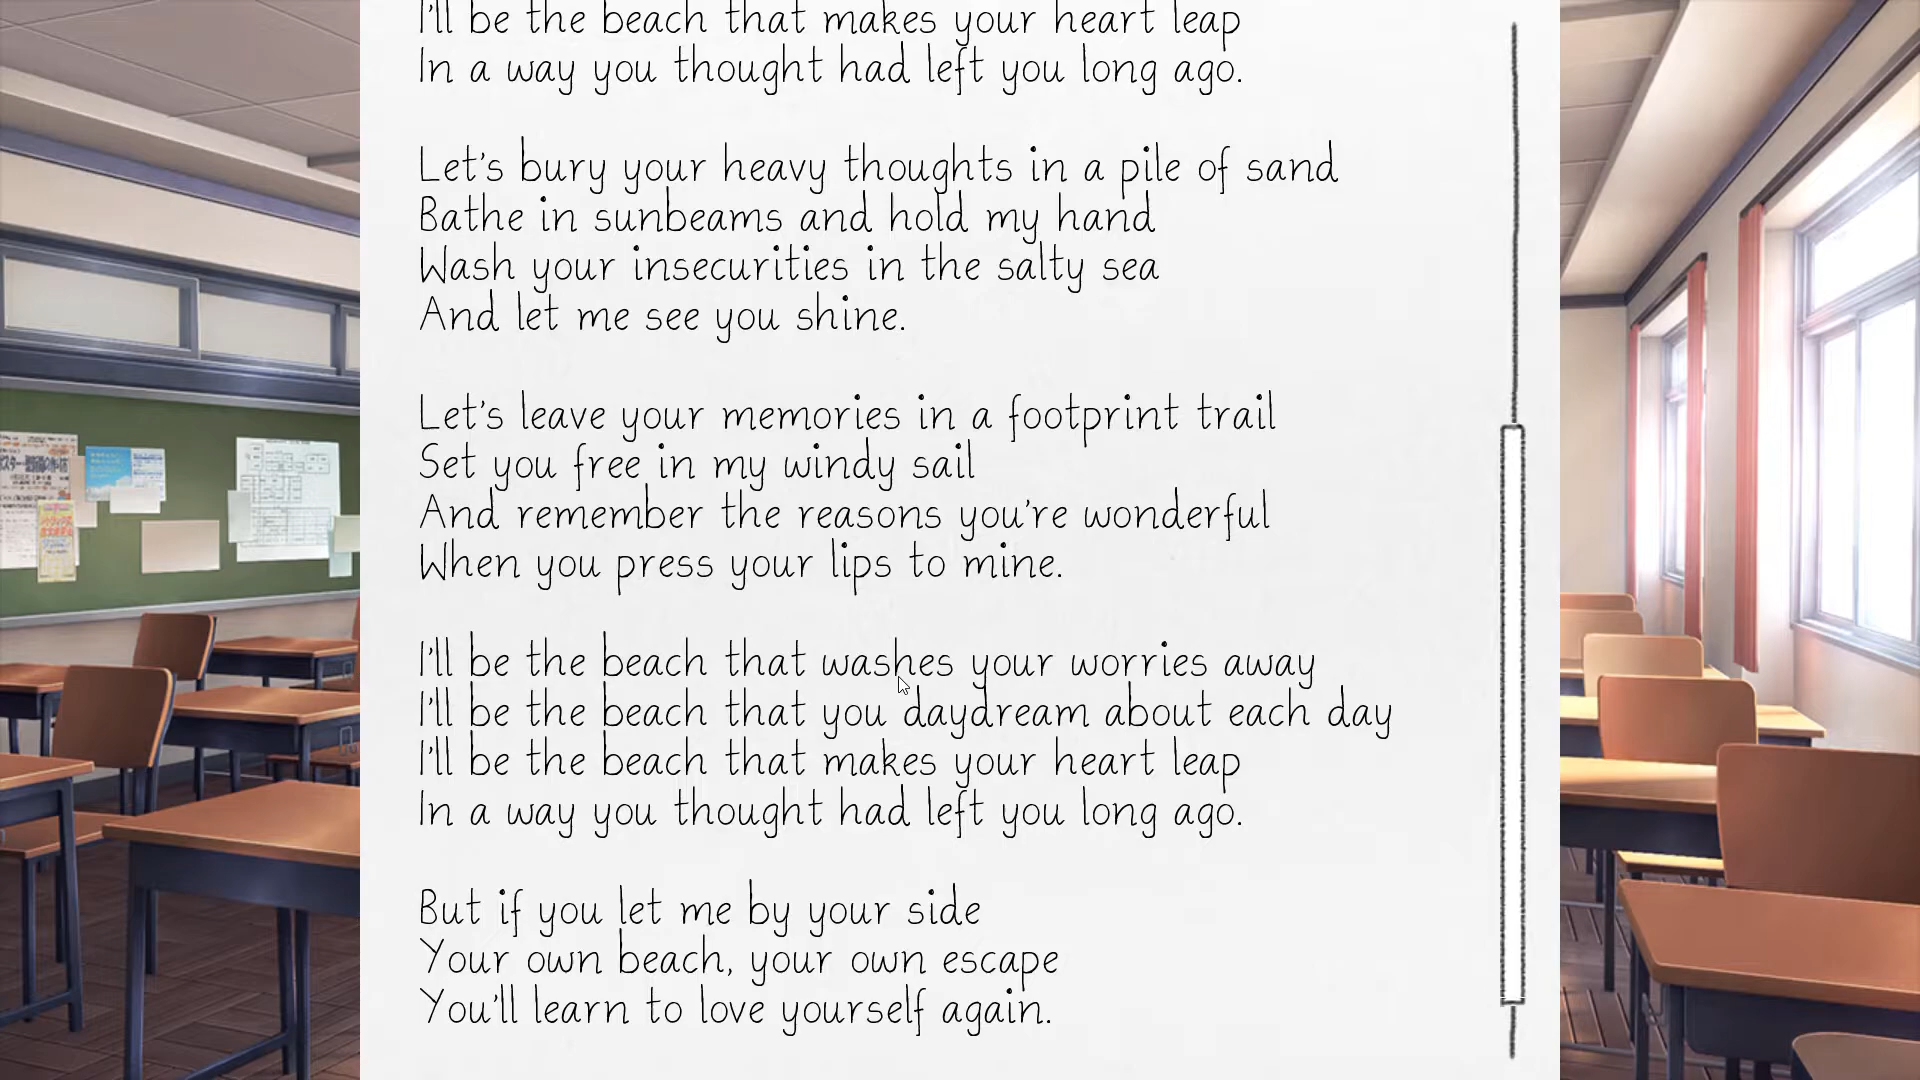 I'll be the beach that makes your heart leap
In a way you thought had left you long ago.
Let's bury your heavy thoughts in a pile of sand
Bathe in sunbeams and hold my hand
Wash your insecurities in the salty sea
And let me see you shine.
Let's leave your memories in a footprint trail
Set you free in my windy sail
And remember the reasons you're wonderful
When you press your lips to mine.
I'll be the beach that washes your worries away
I'll be the beach that you daydream about each day
I'll be the beach that makes your heart leap
In a way you thought had left you long ago.
But if you let me by your side
Your own beach, your own escape
You'll learn to love yourself again.